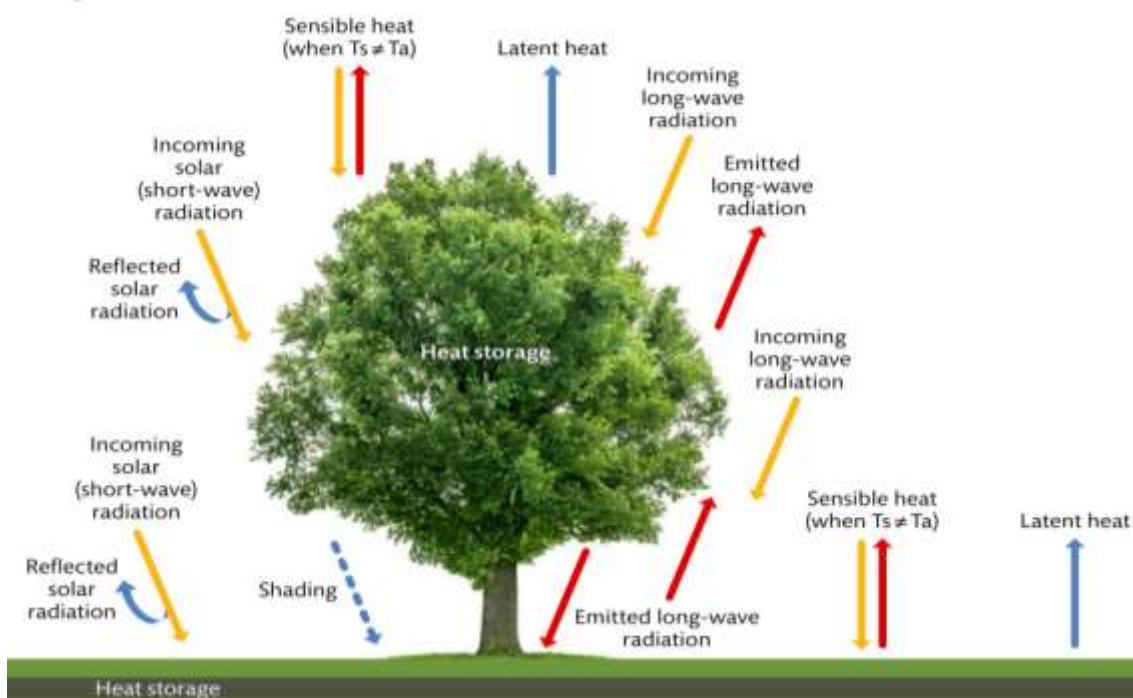 Sensible heat
(when Ts ≠ Ta)
Latent heat
Incoming
long-wave
radiation
Incoming
solar
(short-wave)
radiation
Emitted
long-wave
radiation
Reflected
solar
radiation
Heat storage
Incoming
long-wave
radiation
Incoming
solar
(short-wave)
radiation
Sensible heat
(when Ts ≠ Ta)
Latent heat
Reflected
solar
radiation
Shading
Emitted long-wave
radiation
Heat storage